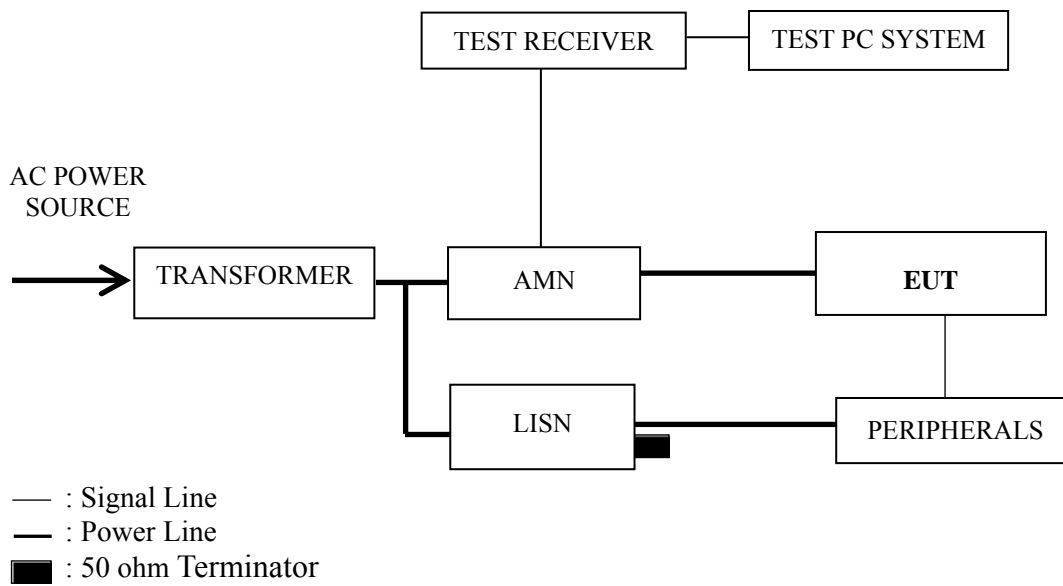 TEST RECEIVER
TEST PC SYSTEM
AC POWER
SOURCE
TRANSFORMER
AMN
EUT
LISN
PERIPHERALS
: Signal Line
: Power Line
: 50 ohm Terminator